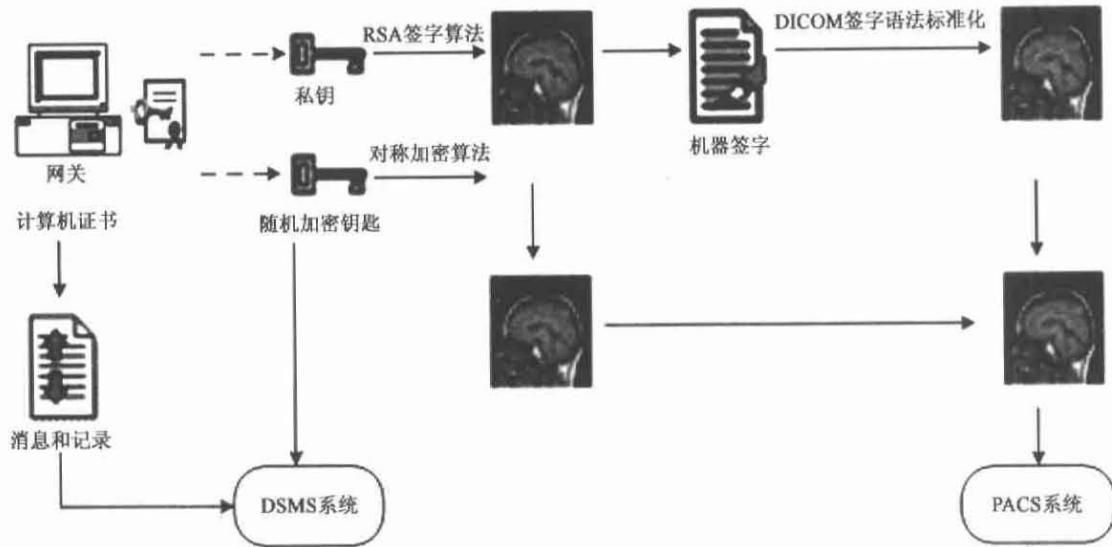 RSA签字算法
DICOM签字语法标准化
私钥
机器签字
对称加密算法
网关
计算机证书
随机加密钥匙
消息和记录
DSMS系统
PACS系统